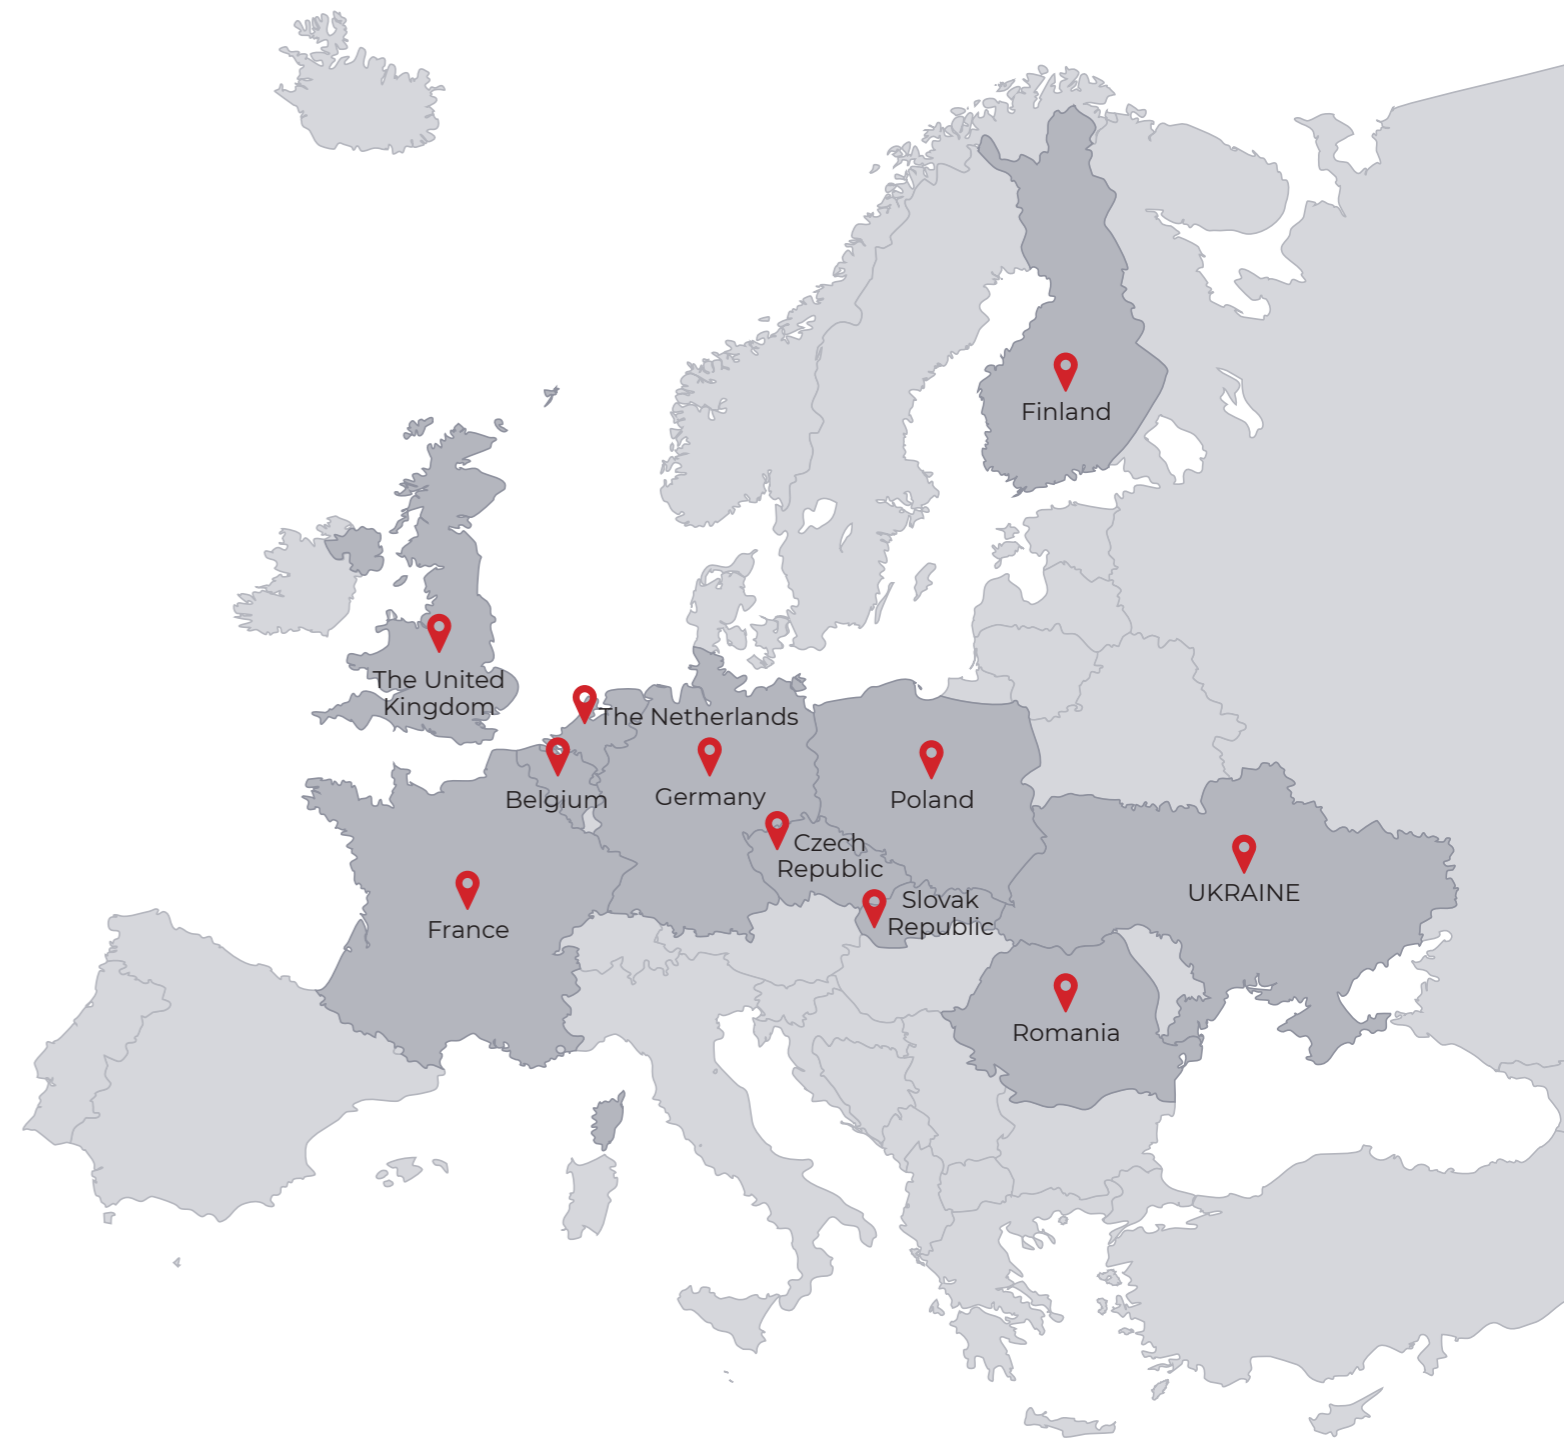 Finland
The United
Kingdom
The Netherlands
Belgium
Germany
Poland
Czech
Republic
UKRAINE
Slovak
Republic
France
Romania